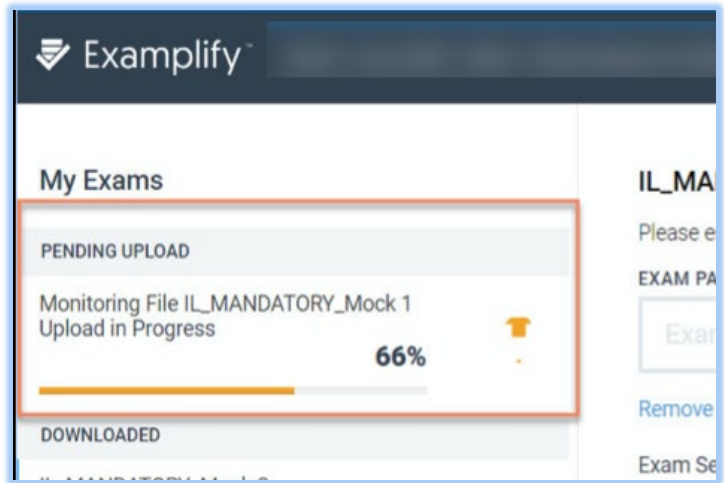 Examplify
My Exams
PENDING UPLOAD
Monitoring File IL_MANDATORY_Mock 1
Upload in Progress
66%
DOWNLOADED
IL_MA
Please e
EXAM PA
Exar
Remove
Exam Se